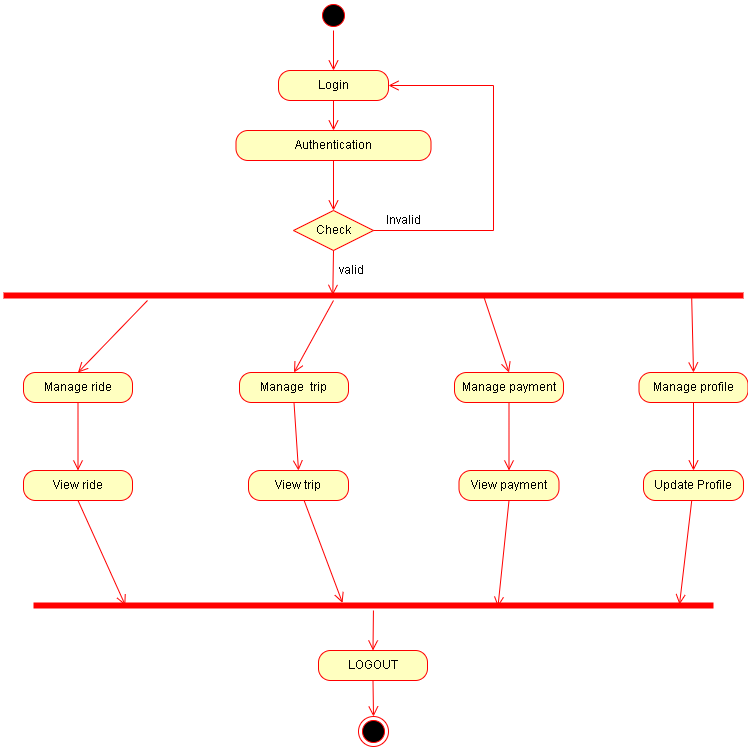 Login
Authentication
Check
Invalid
valid
Manage ride
Manage trip
Manage payment
Manage profile
View ride
View trip
View payment
Update Profile
LOGOUT